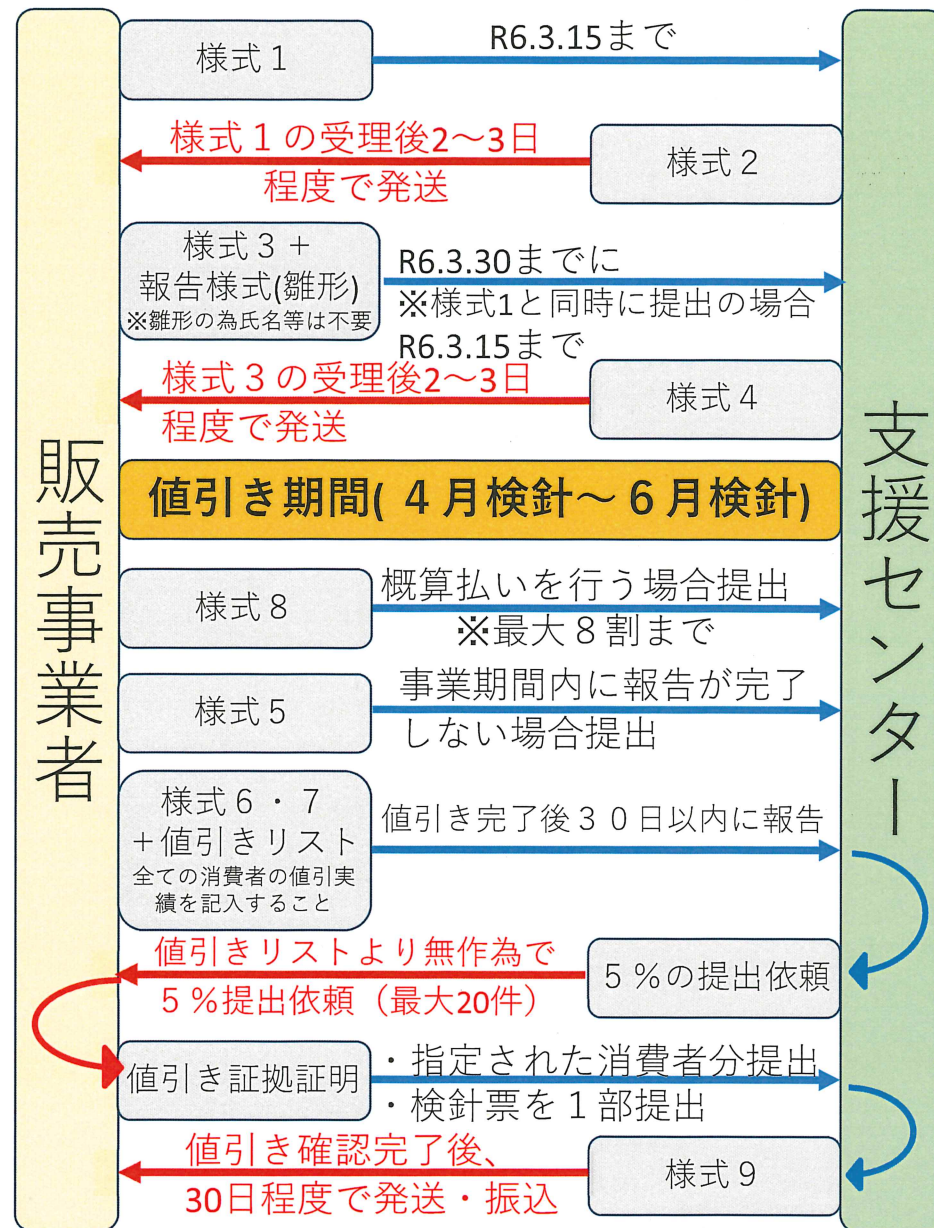 販売事業者
支援センター
様式１
R6.3.15まで
様式１の受理後2～3日
程度で発送
様式２
様式３＋
報告様式(雛形)
※雛形の為氏名等は不要
R6.3.30までに
※様式1と同時に提出の場合
R6.3.15まで
様式３の受理後2～3日
程度で発送
様式４
値引き期間(４月検針～６月検針)
様式８
概算払いを行う場合提出
※最大８割まで
様式５
事業期間内に報告が完了
しない場合提出
様式６・７
＋値引きリスト
全ての消費者の値引実
績を記入すること
値引き完了後３０日以内に報告
値引きリストより無作為で
５％提出依頼（最大20件）
５％の提出依頼
値引き証拠証明
・指定された消費者分提出
・検針票を１部提出
値引き確認完了後、
30日程度で発送・振込
様式９